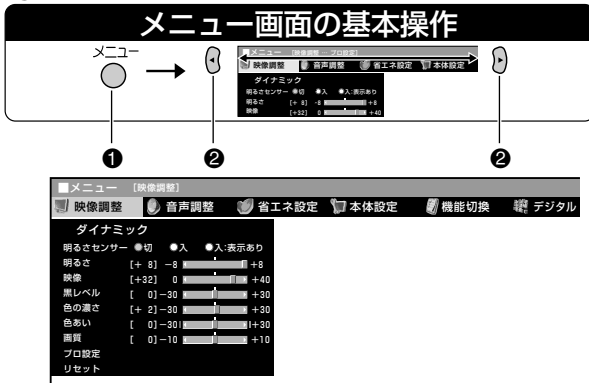 メニュー画面の基本操作
メニュー
■メニュー [映像調整 … プロ設定]
映像調整 音声調整 省エネ設定 本体設定
ダイナミック
明るさセンサー ●切 ●入 ●入:表示あり
明るさ [+ 8] -8 +8
映像 [+32] 0 +40
❶ ❷ ❷
■メニュー [映像調整]
映像調整 音声調整 省エネ設定 本体設定 機能切換 デジタル
ダイナミック
明るさセンサー ●切 ●入 ●入:表示あり
明るさ [+ 8] −8 +8
映像 [+32] 0 +40
黒レベル [ 0] −30 +30
色の濃さ [+ 2] −30 +30
色あい [ 0] −30 +30
画質 [ 0] −10 +10
プロ設定
リセット